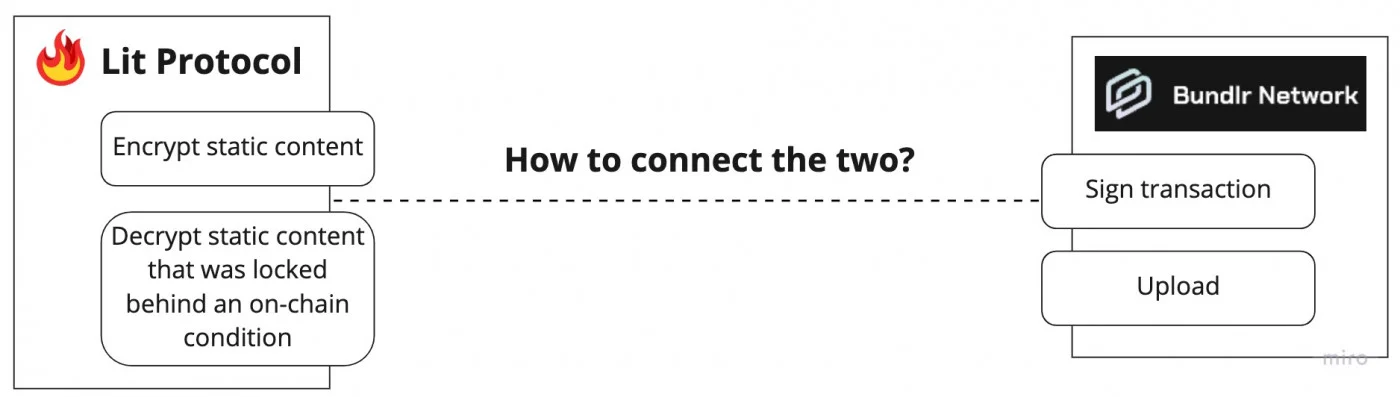 Lit Protocol
Encrypt static content
Decrypt static content
that was locked
behind an on-chain
condition
How to connect the two?
Bundlr Network
Sign transaction
Upload
miro